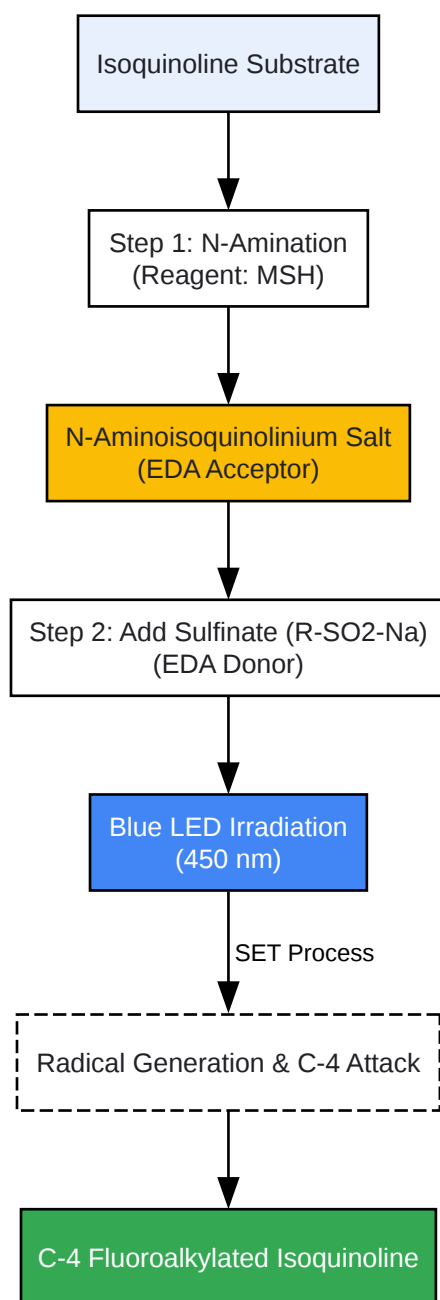 Isoquinoline Substrate
Step 1: N-Amination
(Reagent: MSH)
N-Aminoisoquinolinium Salt
(EDA Acceptor)
Step 2: Add Sulfinate (R-SO2-Na)
(EDA Donor)
Blue LED Irradiation
(450 nm)
SET Process
Radical Generation & C-4 Attack
C-4 Fluoroalkylated Isoquinoline